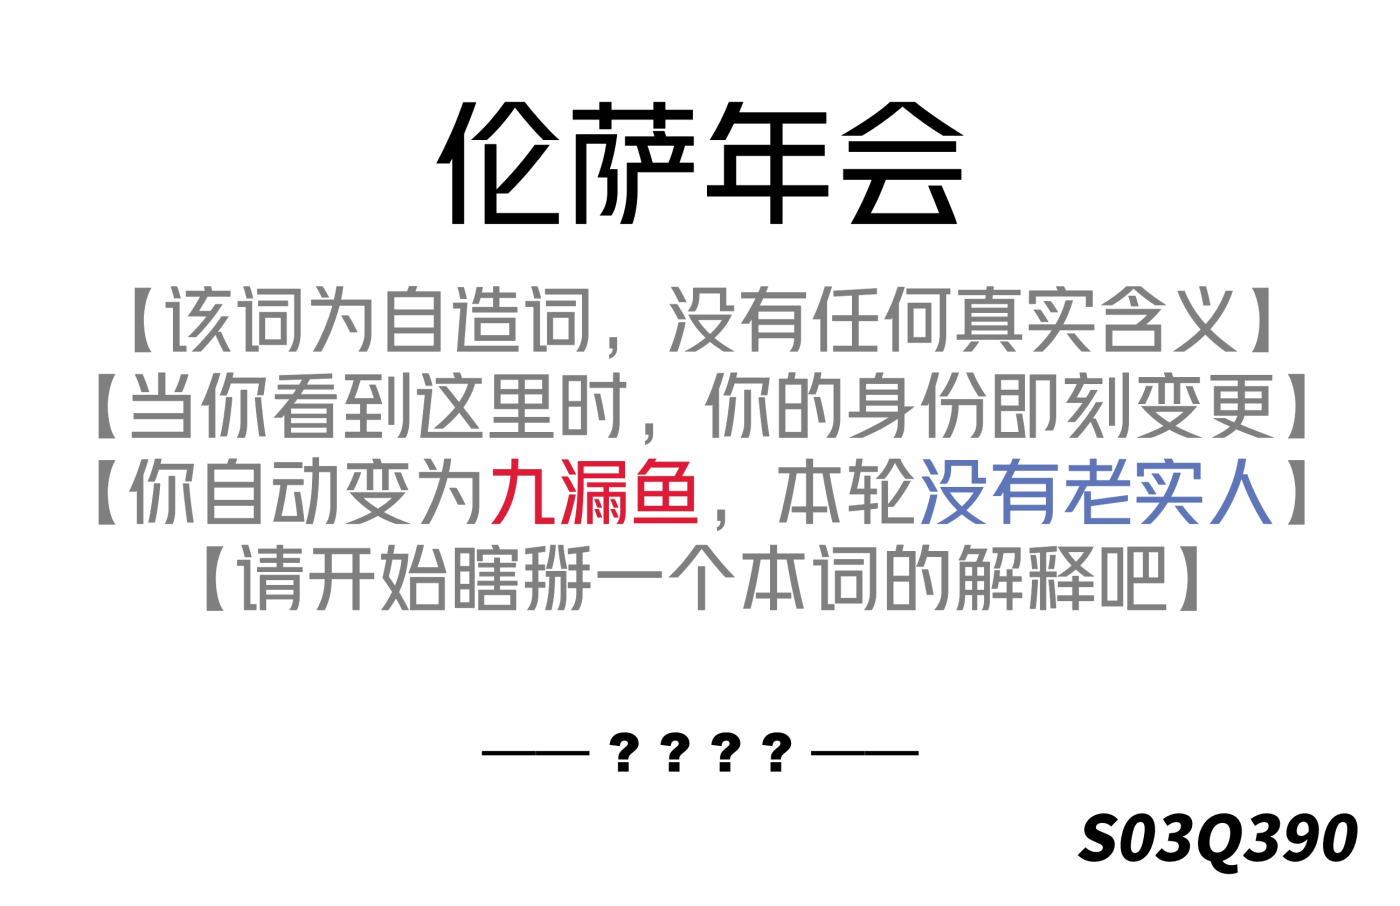 伦萨年会
【该词为自造词，没有任何真实含义】
【当你看到这里时，你的身份即刻变更】
【你自动变为九漏鱼，本轮没有老实人】
【请开始瞎掰一个本词的解释吧】
——？？？？——
S03Q390